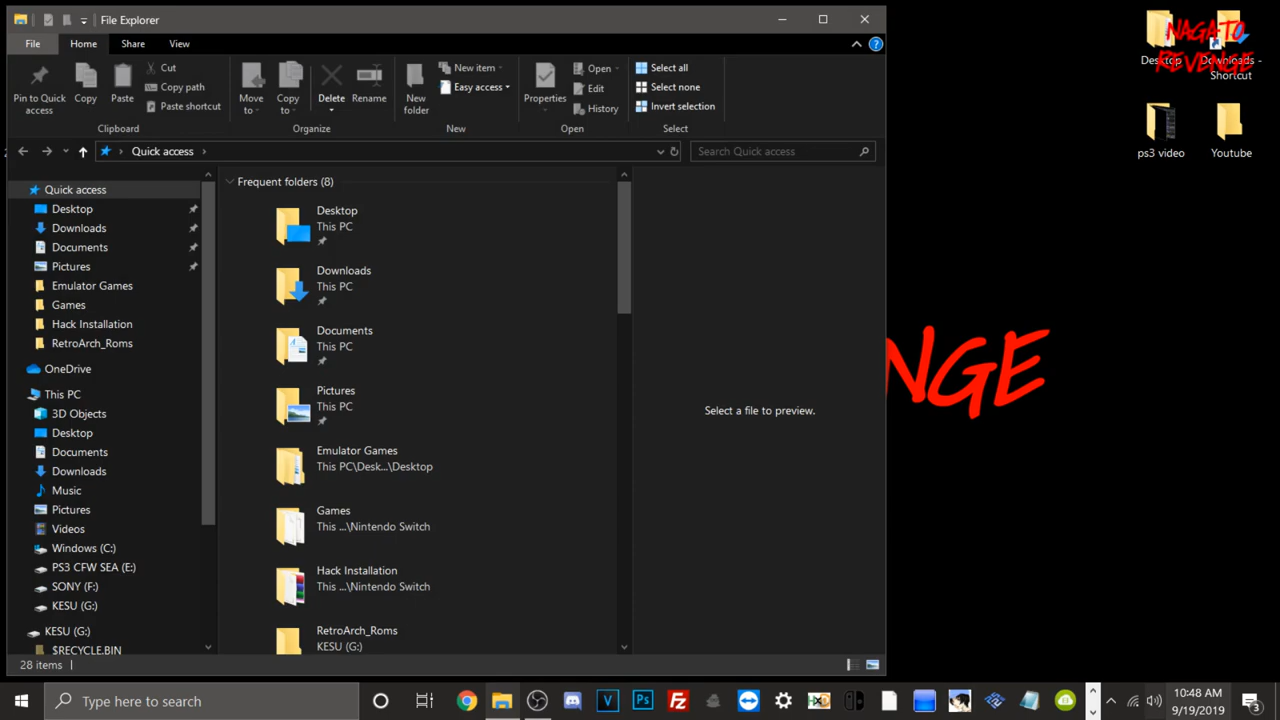 File Explorer
File
Home
Share
View
Pin to Quick access
Copy
Paste
Cut
Copy path
Paste shortcut
Clipboard
Move to
Copy to
Delete
Rename
Organize
New folder
New item
Easy access
New
Properties
Open
Edit
History
Open
Select all
Select none
Invert selection
Select
Quick access
Search Quick access
Quick access
Desktop
Downloads
Documents
Pictures
Emulator Games
Games
Hack Installation
RetroArch_Roms
OneDrive
This PC
3D Objects
Desktop
Documents
Downloads
Music
Pictures
Videos
Windows (C:)
PS3 CFW SEA (E:)
SONY (F:)
KESU (G:)
KESU (G:)
$RECYCLE.BIN
Frequent folders (8)
Desktop
This PC
Downloads
This PC
Documents
This PC
Pictures
This PC
Emulator Games
This PC\Desk...\Desktop
Games
This ...\Nintendo Switch
Hack Installation
This ...\Nintendo Switch
RetroArch_Roms
KESU (G:)
Select a file to preview.
28 items
Desktop
Downloads - Shortcut
NAGATO
REVENGE
ps3 video
Youtube
NGE
Type here to search
10:48 AM
9/19/2019
3